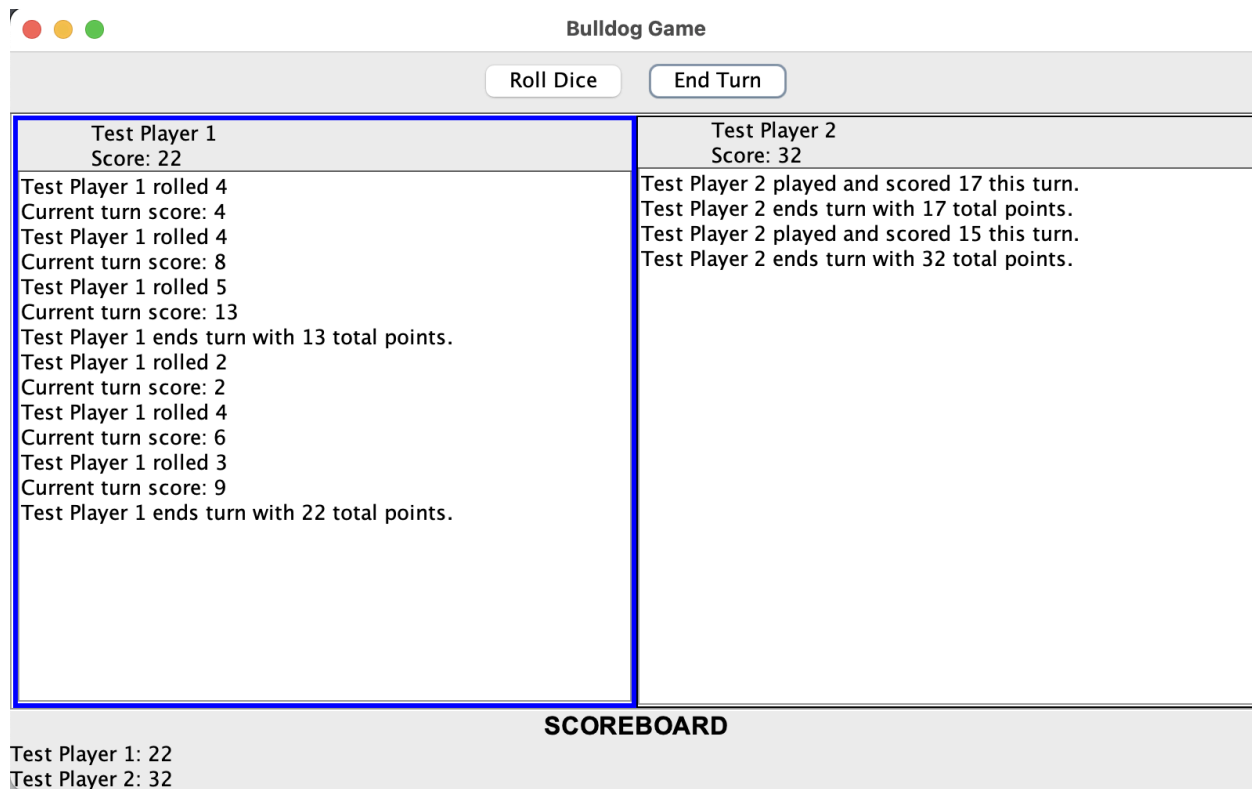 Bulldog Game
Roll Dice
End Turn
Test Player 1
Score: 22
Test Player 1 rolled 4
Current turn score: 4
Test Player 1 rolled 4
Current turn score: 8
Test Player 1 rolled 5
Current turn score: 13
Test Player 1 ends turn with 13 total points.
Test Player 1 rolled 2
Current turn score: 2
Test Player 1 rolled 4
Current turn score: 6
Test Player 1 rolled 3
Current turn score: 9
Test Player 1 ends turn with 22 total points.
Test Player 2
Score: 32
Test Player 2 played and scored 17 this turn.
Test Player 2 ends turn with 17 total points.
Test Player 2 played and scored 15 this turn.
Test Player 2 ends turn with 32 total points.
SCOREBOARD
Test Player 1: 22
Test Player 2: 32